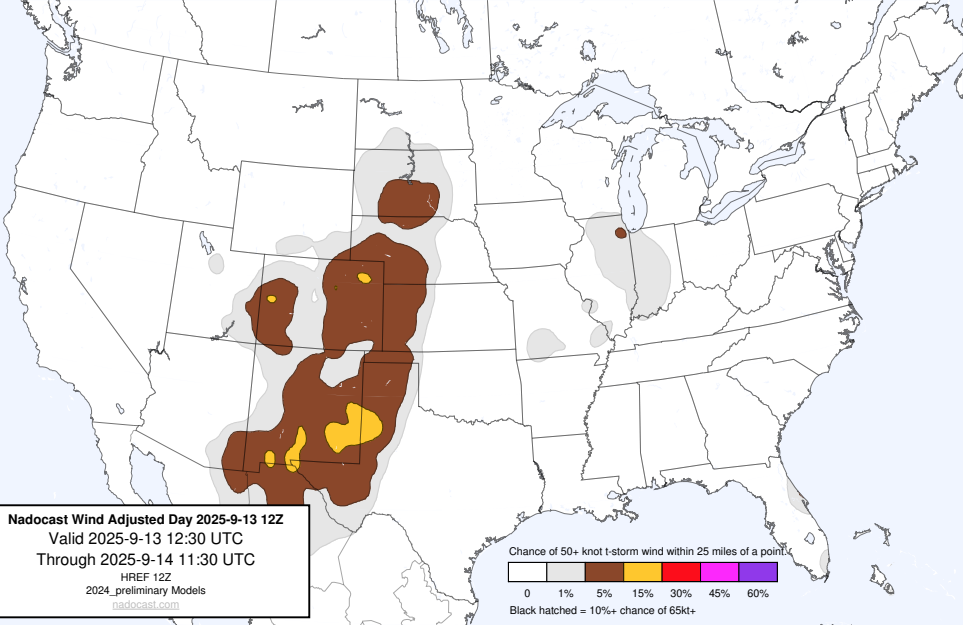 Nadocast Wind Adjusted Day 2025-9-13 12Z
Valid 2025-9-13 12:30 UTC
Through 2025-9-14 11:30 UTC
HREF 12Z
2024_preliminary Models
nadocast.com
Chance of 50+ knot t-storm wind within 25 miles of a point.
0 1% 5% 15% 30% 45% 60%
Black hatched = 10%+ chance of 65kt+